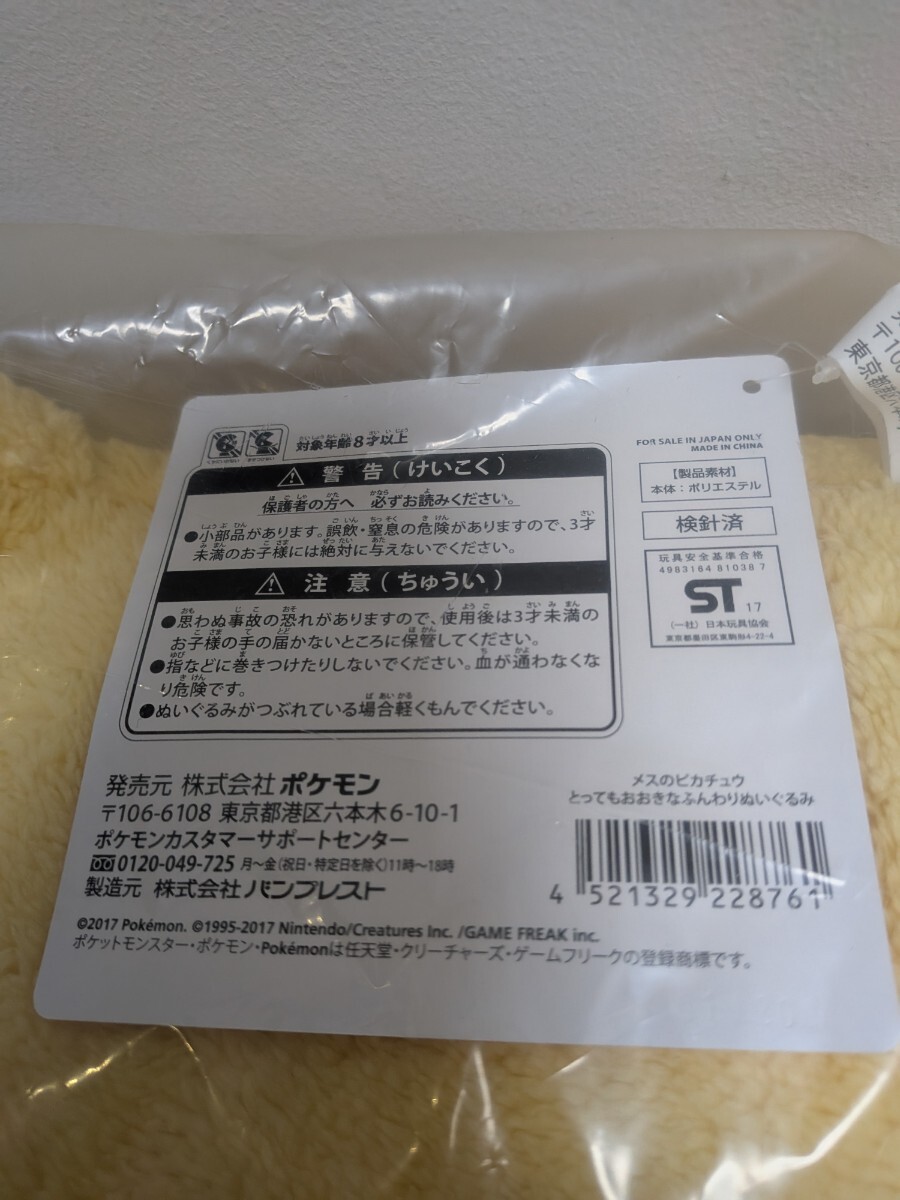 対象年齢8才以上
警告(けいこく)
保護者の方へ 必ずお読みください。
●小部品があります。誤飲・窒息の危険がありますので、3才
未満のお子様には絶対に与えないでください。
注意(ちゅうい)
●思わぬ事故の恐れがありますので、使用後は3才未満の
お子様の手の届かないところに保管してください。
●指などに巻きつけたりしないでください。血が通わなくな
り危険です。
●ぬいぐるみがつぶれている場合軽くもんでください。
FOR SALE IN JAPAN ONLY
MADE IN CHINA
【製品素材】
本体:ポリエステル
検針済
玩具安全基準合格
4983164 81038 7
ST 17
(一社)日本玩具協会
東京都墨田区東駒形4-22-4
発売元 株式会社 ポケモン
〒106-6108 東京都港区六本木6-10-1
ポケモンカスタマーサポートセンター
0120-049-725 月〜金(祝日・特定日を除く)11時〜18時
製造元 株式会社 バンプレスト
メスのピカチュウ
とってもおおきなふんわりぬいぐるみ
4 521329 228761
©2017 Pokémon. ©1995-2017 Nintendo/Creatures Inc. /GAME FREAK inc.
ポケットモンスター・ポケモン・Pokémonは任天堂・クリーチャーズ・ゲームフリークの登録商標です。
東京都